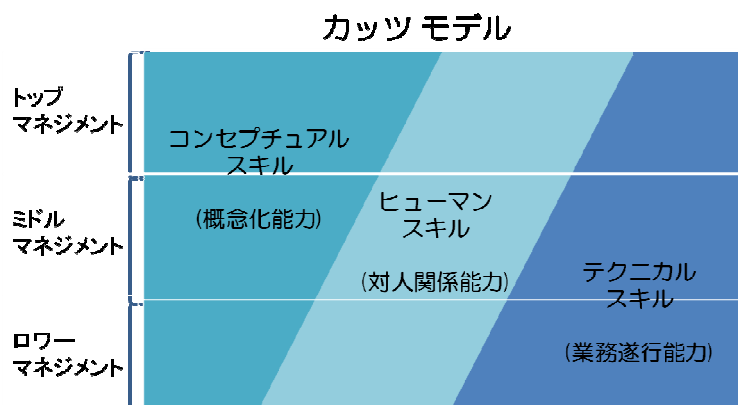 カッツ モデル
トップ
マネジメント
コンセプチュアル
スキル
(概念化能力)
ミドル
マネジメント
ヒューマン
スキル
(対人関係能力)
テクニカル
スキル
(業務遂行能力)
ロワー
マネジメント